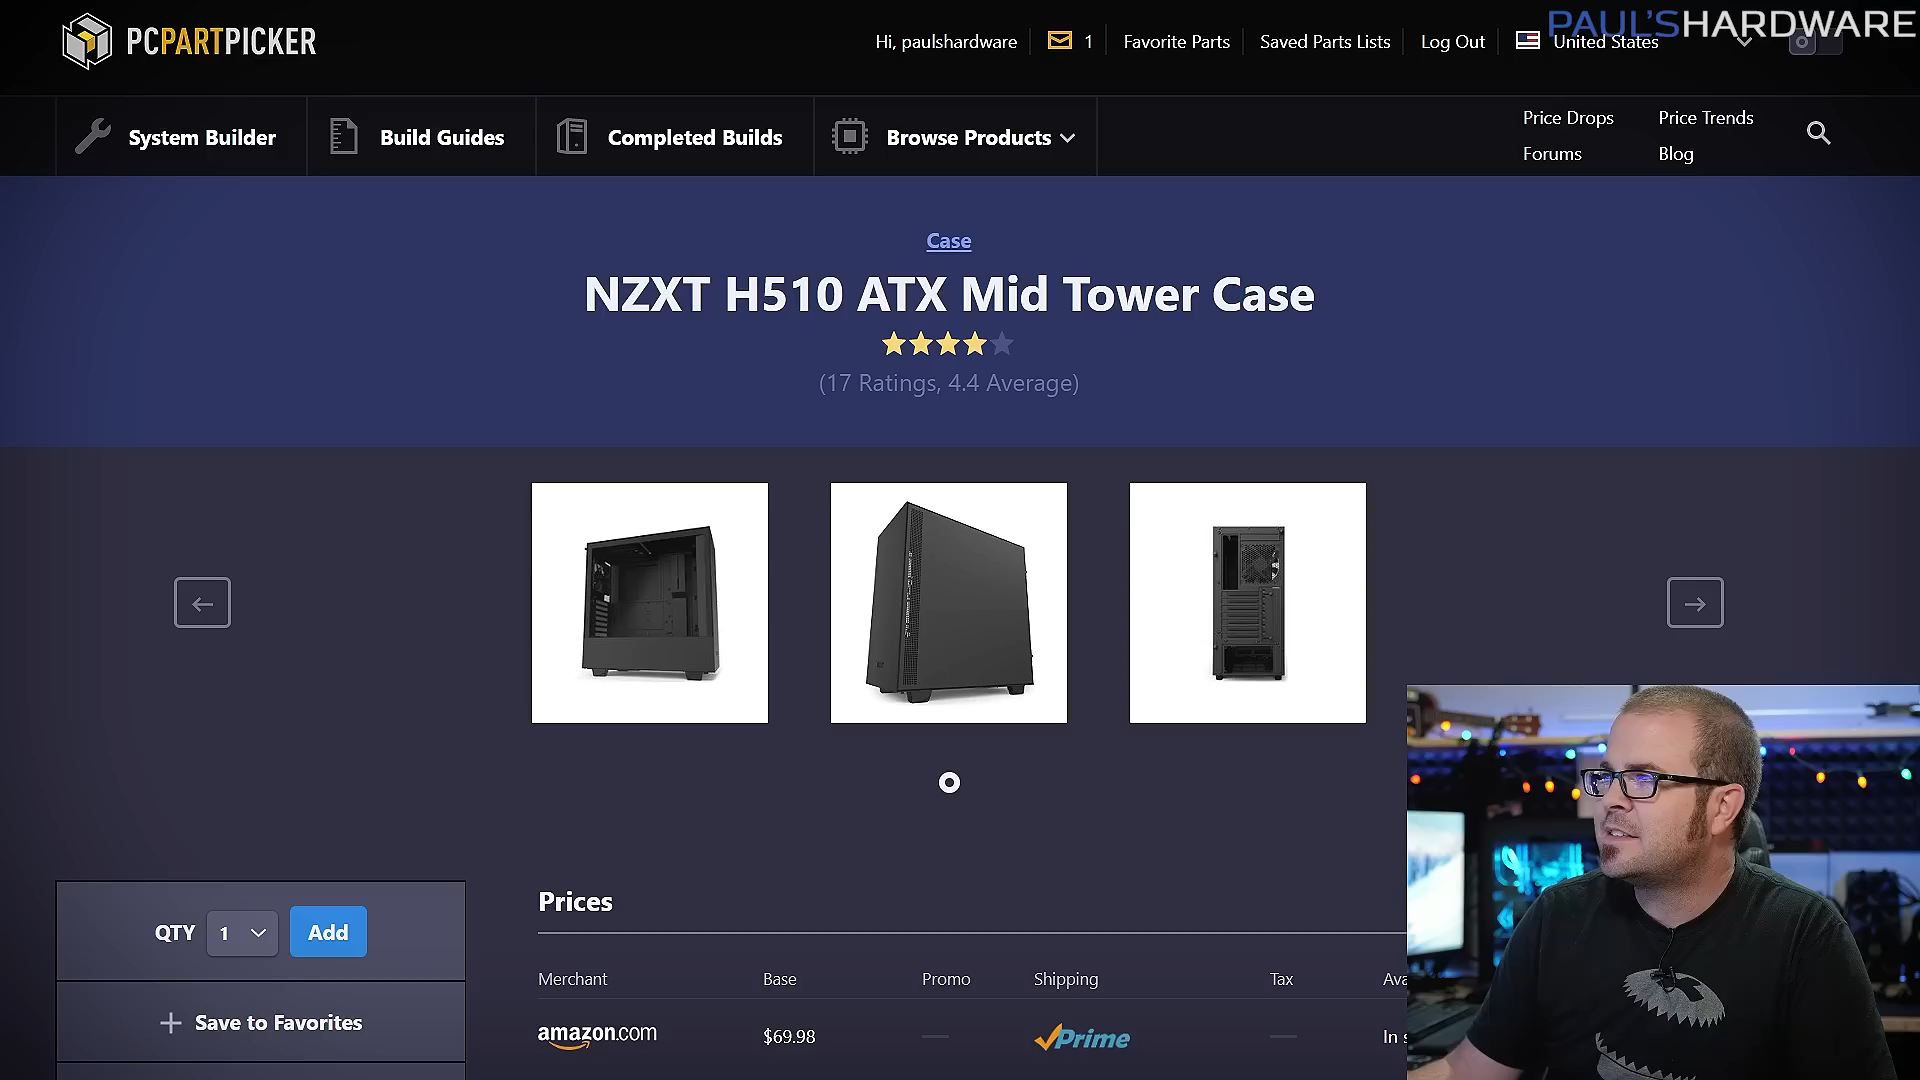 PCPARTPICKER
Hi, paulshardware
1
Favorite Parts
Saved Parts Lists
Log Out
United States
PAUL'SHARDWARE
System Builder
Build Guides
Completed Builds
Browse Products
Price Drops
Price Trends
Forums
Blog
Case
NZXT H510 ATX Mid Tower Case
(17 Ratings, 4.4 Average)
QTY
1
Add
Save to Favorites
Prices
Merchant
Base
Promo
Shipping
Tax
Ava
amazon.com
$69.98
Prime
In s